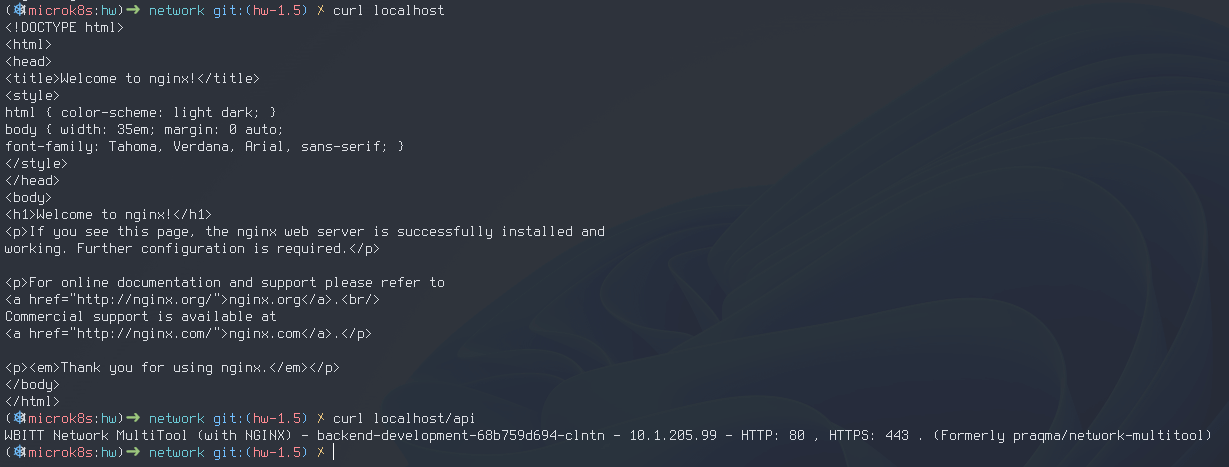 (⎈microk8s:hw)➜ network git:(hw-1.5) ✗ curl localhost
<!DOCTYPE html>
<html>
<head>
<title>Welcome to nginx!</title>
<style>
html { color-scheme: light dark; }
body { width: 35em; margin: 0 auto;
font-family: Tahoma, Verdana, Arial, sans-serif; }
</style>
</head>
<body>
<h1>Welcome to nginx!</h1>
<p>If you see this page, the nginx web server is successfully installed and
working. Further configuration is required.</p>
<p>For online documentation and support please refer to
<a href="http://nginx.org/">nginx.org</a>.<br/>
Commercial support is available at
<a href="http://nginx.com/">nginx.com</a>.</p>
<p><em>Thank you for using nginx.</em></p>
</body>
</html>
(⎈microk8s:hw)➜ network git:(hw-1.5) ✗ curl localhost/api
WBITT Network MultiTool (with NGINX) - backend-development-68b759d694-clntn - 10.1.205.99 - HTTP: 80 , HTTPS: 443 . (Formerly praqma/network-multitool)
(⎈microk8s:hw)➜ network git:(hw-1.5) ✗